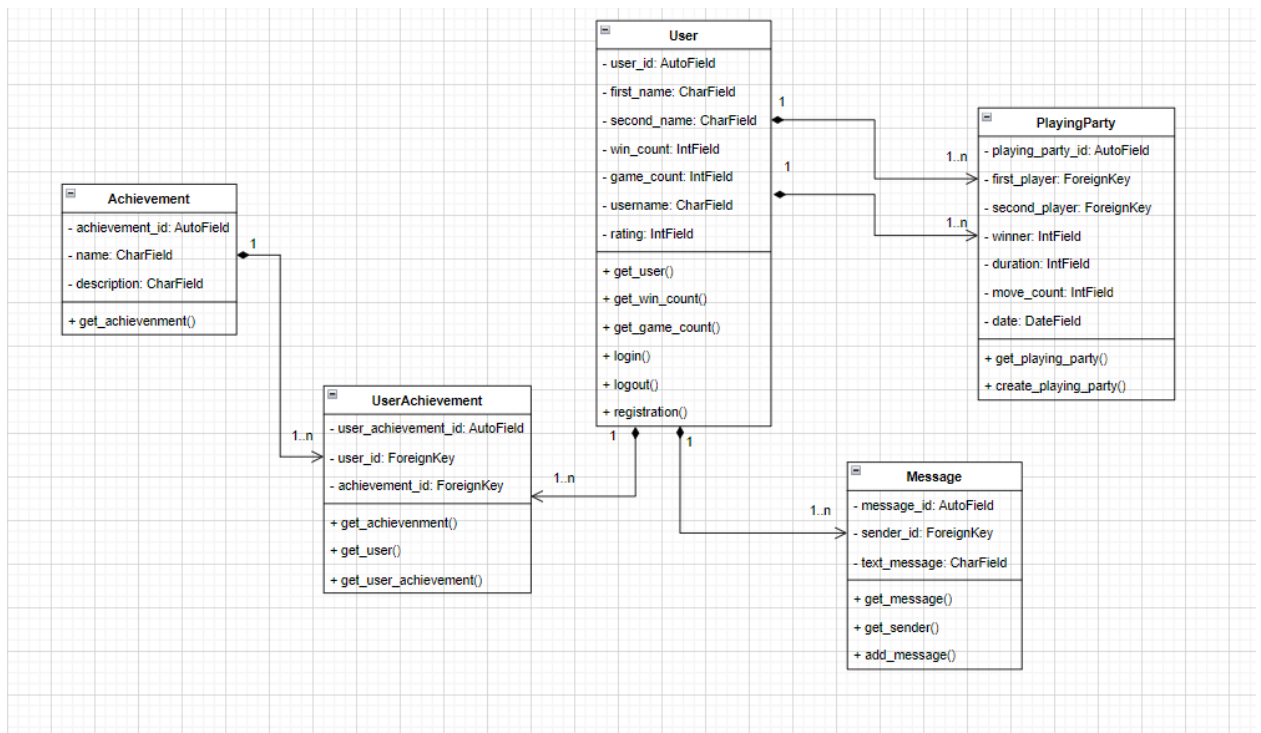 User
- user_id: AutoField
- first_name: CharField
- second_name: CharField
- win_count: IntField
- game_count: IntField
- username: CharField
- rating: IntField
+ get_user()
+ get_win_count()
+ get_game_count()
+ login()
+ logout()
+ registration()
1
1
1..n
1..n
PlayingParty
- playing_party_id: AutoField
- first_player: ForeignKey
- second_player: ForeignKey
- winner: IntField
- duration: IntField
- move_count: IntField
- date: DateField
+ get_playing_party()
+ create_playing_party()
Achievement
- achievement_id: AutoField
- name: CharField
- description: CharField
+ get_achievenment()
1
1..n
UserAchievement
- user_achievement_id: AutoField
- user_id: ForeignKey
- achievement_id: ForeignKey
+ get_achievenment()
+ get_user()
+ get_user_achievement()
1
1..n
1
1..n
Message
- message_id: AutoField
- sender_id: ForeignKey
- text_message: CharField
+ get_message()
+ get_sender()
+ add_message()